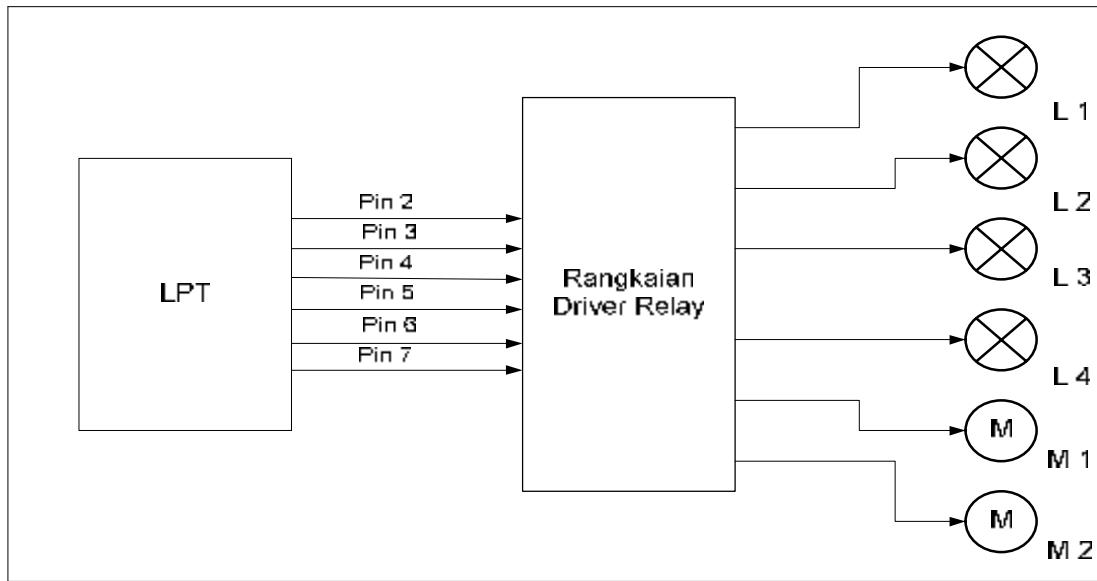 LPT
Pin 2
Pin 3
Pin 4
Pin 5
Pin 6
Pin 7
Rangkaian
Driver Relay
L 1
L 2
L 3
L 4
M
M 1
M
M 2